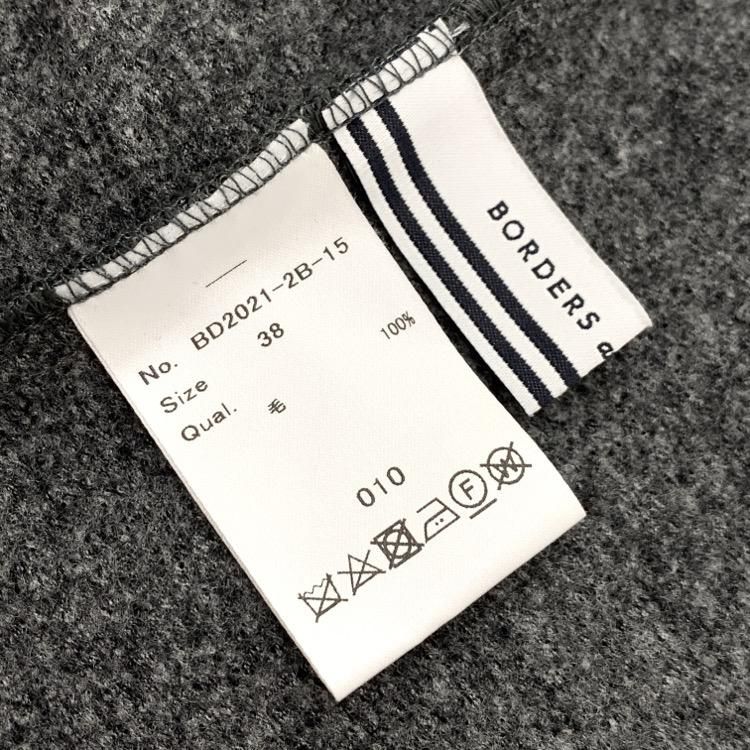 No. BD2021-2B-15
Size 38
Qual. 毛 100%
010
F
W
BORDERS a